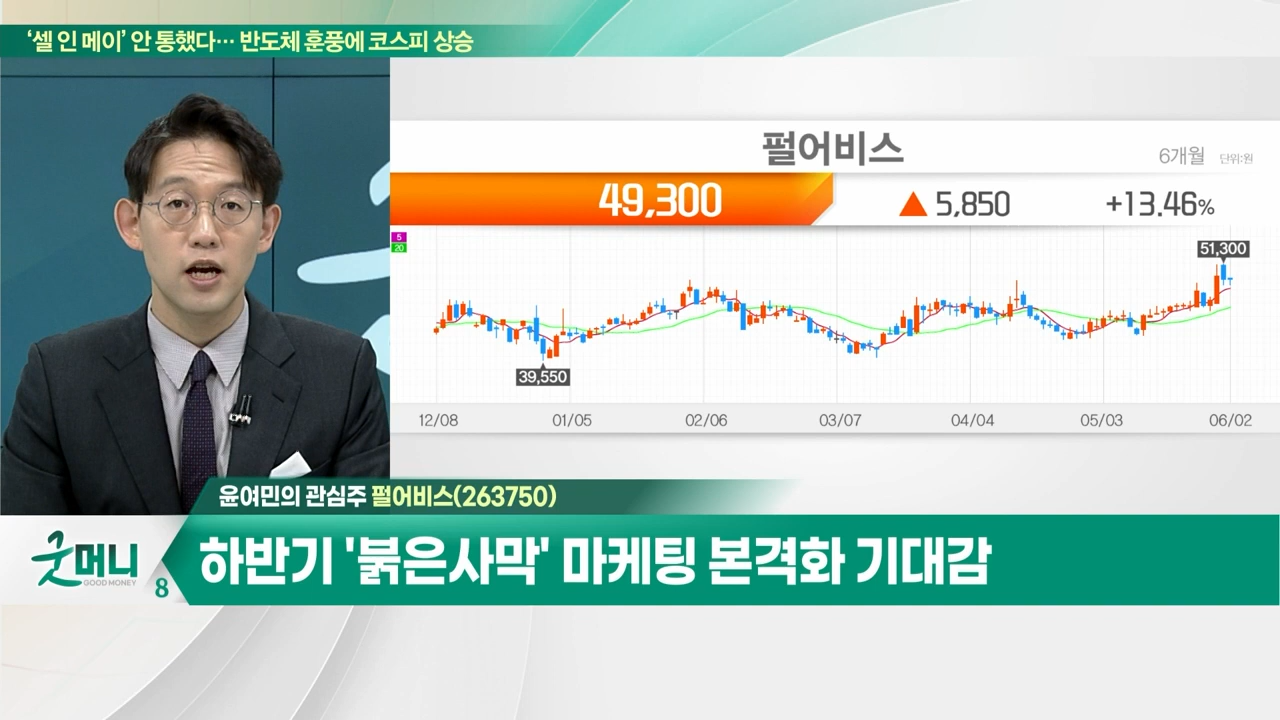 ‘셀 인 메이’ 안 통했다… 반도체 훈풍에 코스피 상승
펄어비스
6개월 단위:원
49,300 ▲ 5,850 +13.46%
5
20
51,300
39,550
12/08 01/05 02/06 03/07 04/04 05/03 06/02
윤여민의 관심주 펄어비스(263750)
하반기 '붉은사막' 마케팅 본격화 기대감
굿머니
GOOD MONEY
8